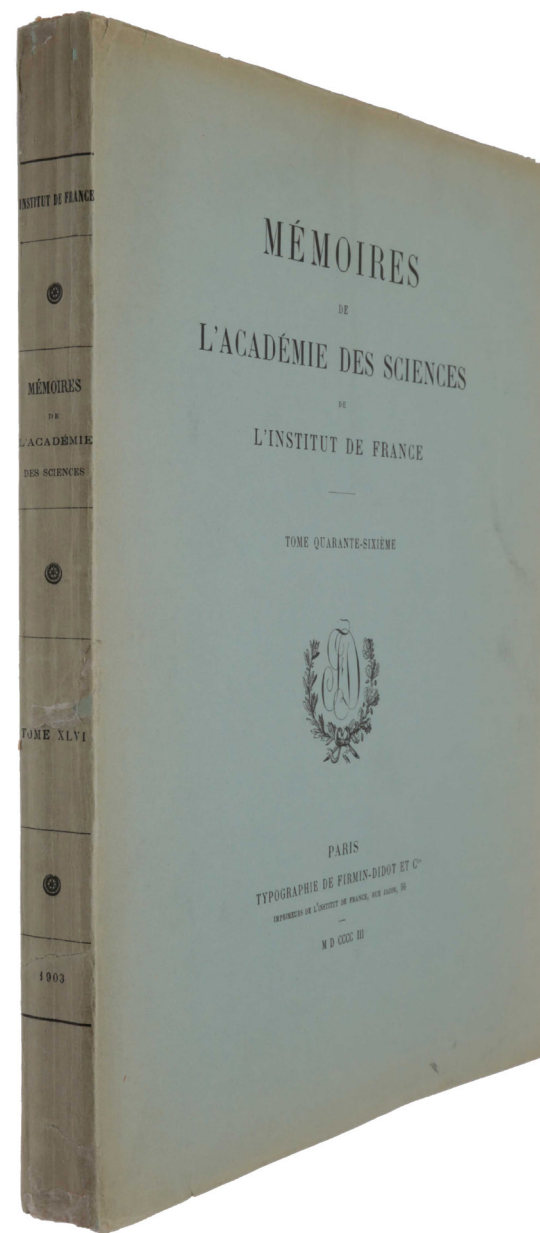 INSTITUT DE FRANCE
MÉMOIRES
DE
L'ACADÉMIE
DES SCIENCES
TOME XLVI
1903
MÉMOIRES
DE
L'ACADÉMIE DES SCIENCES
DE
L'INSTITUT DE FRANCE
TOME QUARANTE-SIXIÈME
PARIS
TYPOGRAPHIE DE FIRMIN-DIDOT ET Cie
IMPRIMEURS DE L'INSTITUT DE FRANCE, RUE JACOB, 56
M D CCCC III